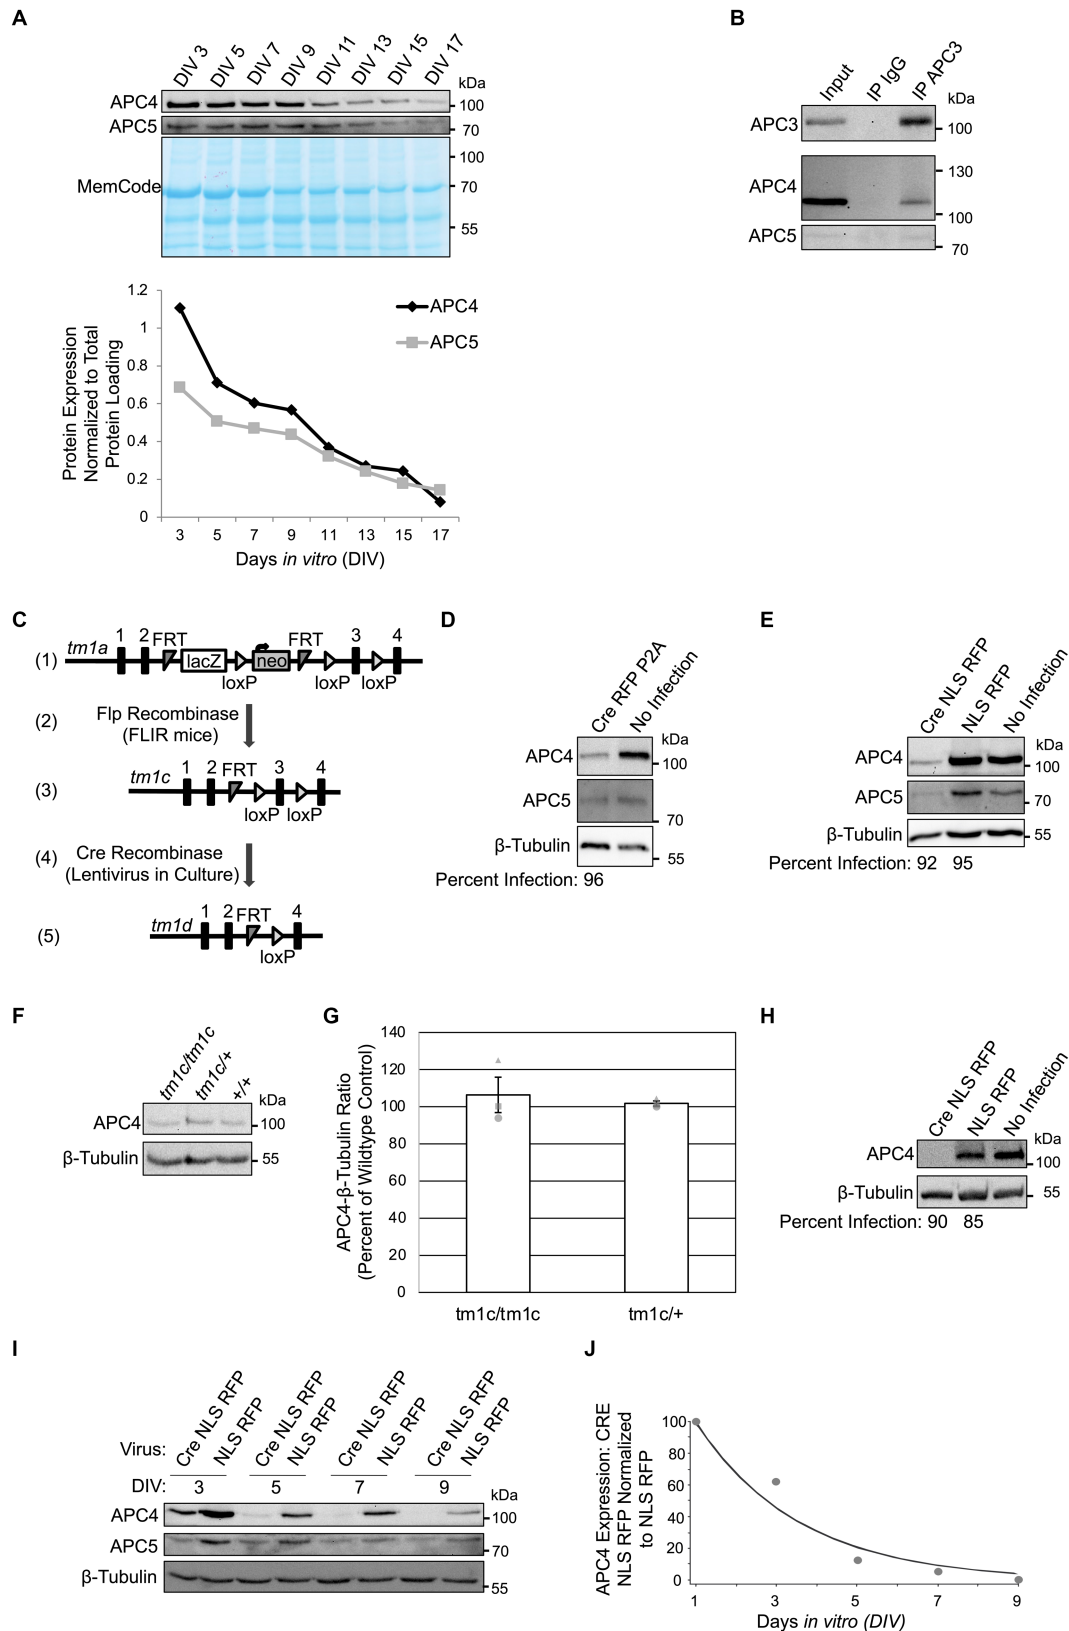 A
DIV 3
DIV 5
DIV 7
DIV 9
DIV 11
DIV 13
DIV 15
DIV 17
kDa
APC4
100
APC5
70
MemCode
100
70
55
1.2
1
0.8
0.6
0.4
0.2
0
Protein Expression
Normalized to Total
Protein Loading
APC4
APC5
3 5 7 9 11 13 15 17
Days in vitro (DIV)
B
Input
IP IgG
IP APC3
kDa
APC3
100
APC4
130
100
APC5
70
C
(1)
tm1a
1 2 FRT lacZ loxP neo FRT loxP 3 loxP 4
(2)
Flp Recombinase
(FLIR mice)
(3)
tm1c
1 2 FRT 3 4
loxP loxP
(4)
Cre Recombinase
(Lentivirus in Culture)
(5)
tm1d
1 2 FRT 4
loxP
D
Cre RFP P2A
No Infection
kDa
APC4
100
APC5
70
β-Tubulin
55
Percent Infection: 96
E
Cre NLS RFP
NLS RFP
No Infection
kDa
APC4
100
APC5
70
β-Tubulin
55
Percent Infection: 92 95
F
tm1c/tm1c
tm1c/+
+/+
kDa
APC4
100
β-Tubulin
55
G
140
120
100
80
60
40
20
0
APC4-β-Tubulin Ratio
(Percent of Wildtype Control)
tm1c/tm1c tm1c/+
H
Cre NLS RFP
NLS RFP
No Infection
kDa
APC4
100
β-Tubulin
55
Percent Infection: 90 85
I
Virus:
Cre NLS RFP
NLS RFP
Cre NLS RFP
NLS RFP
Cre NLS RFP
NLS RFP
Cre NLS RFP
NLS RFP
DIV: 3 5 7 9
kDa
APC4
100
APC5
70
β-Tubulin
55
J
APC4 Expression: CRE
NLS RFP Normalized
to NLS RFP
100
80
60
40
20
0
1 3 5 7 9
Days in vitro (DIV)